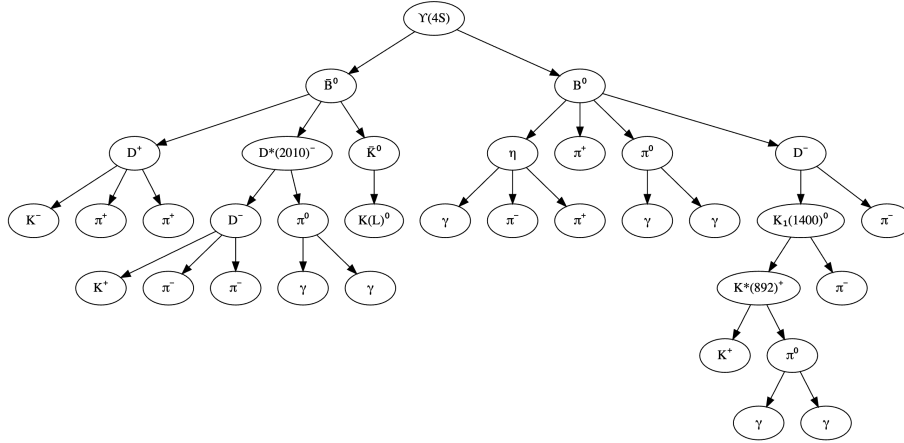 ϒ(4S)
B̄⁰ B⁰
D⁺ D*(2010)⁻ K̄⁰ η π⁺ π⁰ D⁻
K⁻ π⁺ π⁺ D⁻ π⁰ K(L)⁰ γ π⁻ π⁺ γ γ K₁(1400)⁰ π⁻
K⁺ π⁻ π⁻ γ γ K*(892)⁺ π⁻
K⁺ π⁰
γ γ